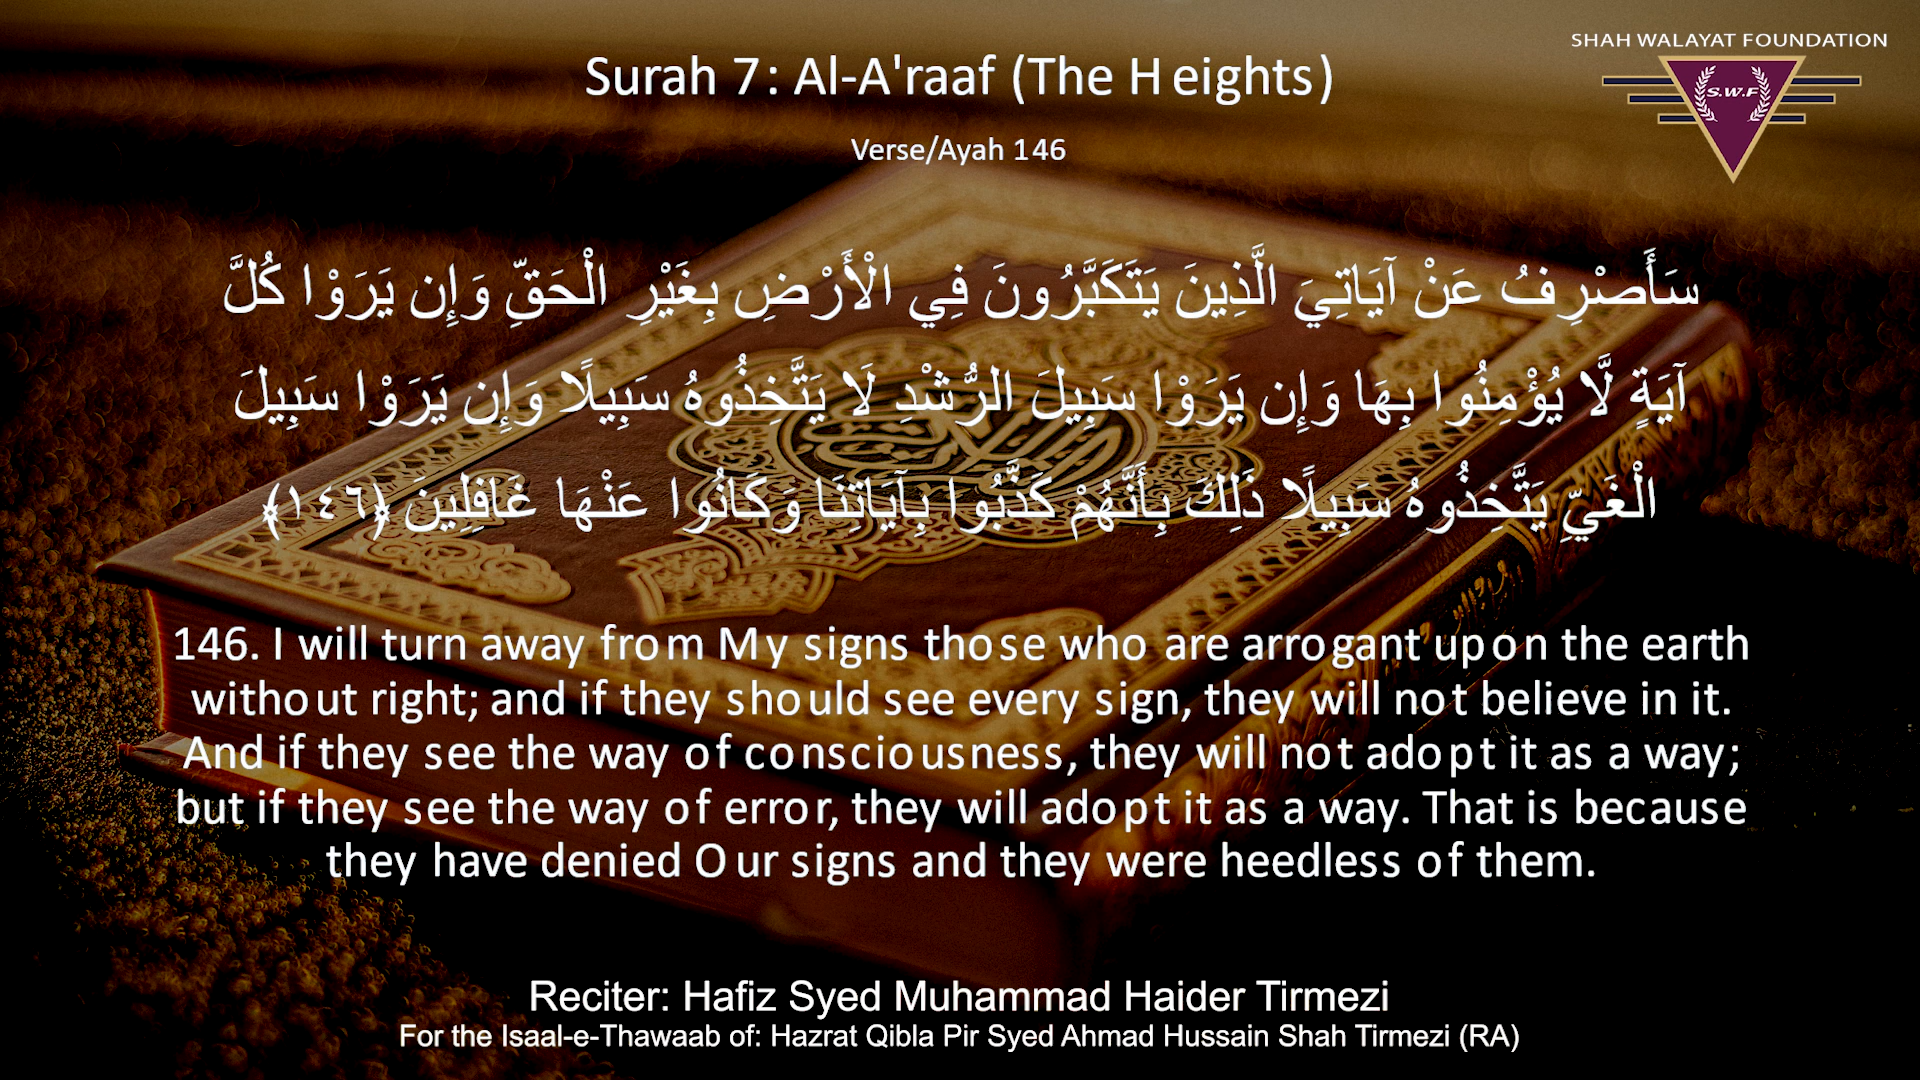 SHAH WALAYAT FOUNDATION
S.W.F
Surah 7: Al-A'raaf (The Heights)
Verse/Ayah 146
سَأَصْرِفُ عَنْ آيَاتِيَ الَّذِينَ يَتَكَبَّرُونَ فِي الْأَرْضِ بِغَيْرِ الْحَقِّ وَإِن يَرَوْا كُلَّ
آيَةٍ لَّا يُؤْمِنُوا بِهَا وَإِن يَرَوْا سَبِيلَ الرُّشْدِ لَا يَتَّخِذُوهُ سَبِيلًا وَإِن يَرَوْا سَبِيلَ
الْغَيِّ يَتَّخِذُوهُ سَبِيلًا ذَٰلِكَ بِأَنَّهُمْ كَذَّبُوا بِآيَاتِنَا وَكَانُوا عَنْهَا غَافِلِينَ ﴿١٤٦﴾
146. I will turn away from My signs those who are arrogant upon the earth
without right; and if they should see every sign, they will not believe in it.
And if they see the way of consciousness, they will not adopt it as a way;
but if they see the way of error, they will adopt it as a way. That is because
they have denied Our signs and they were heedless of them.
Reciter: Hafiz Syed Muhammad Haider Tirmezi
For the Isaal-e-Thawaab of: Hazrat Qibla Pir Syed Ahmad Hussain Shah Tirmezi (RA)